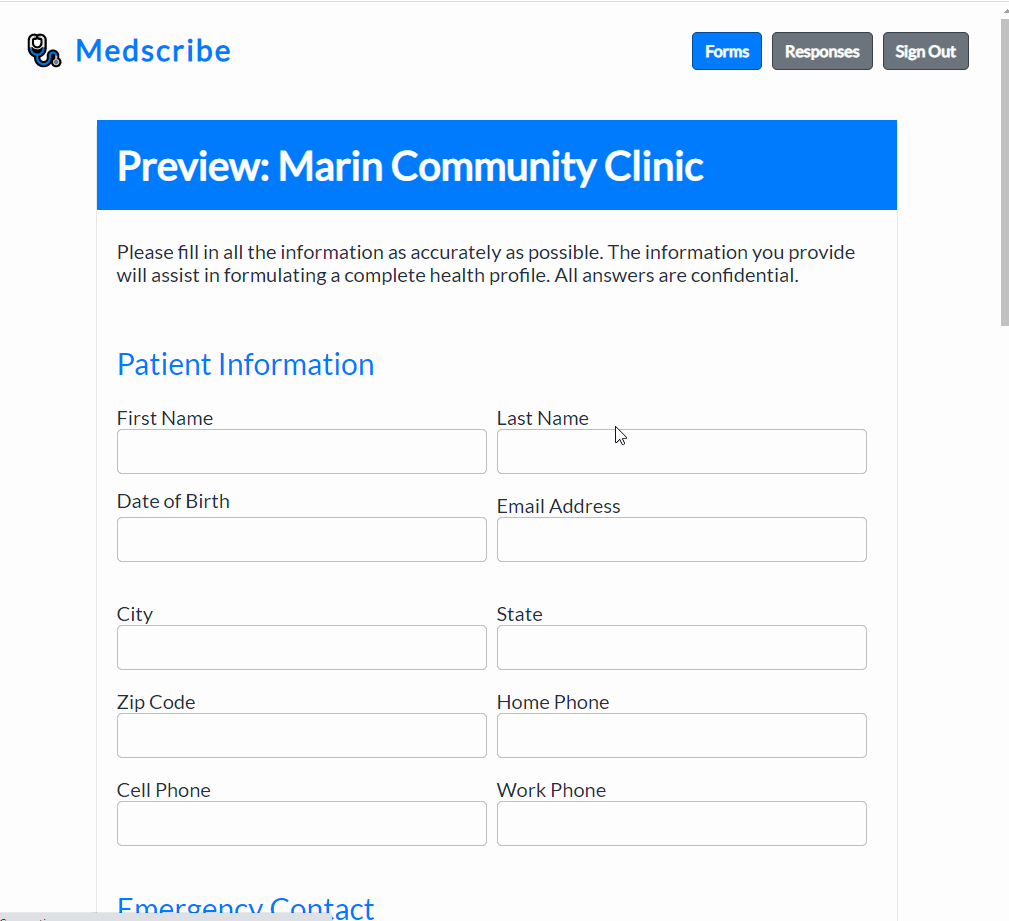 Medscribe
Forms Responses Sign Out
Preview: Marin Community Clinic
Please fill in all the information as accurately as possible. The information you provide
will assist in formulating a complete health profile. All answers are confidential.
Patient Information
First Name Last Name
Date of Birth Email Address
City State
Zip Code Home Phone
Cell Phone Work Phone
Emergency Contact